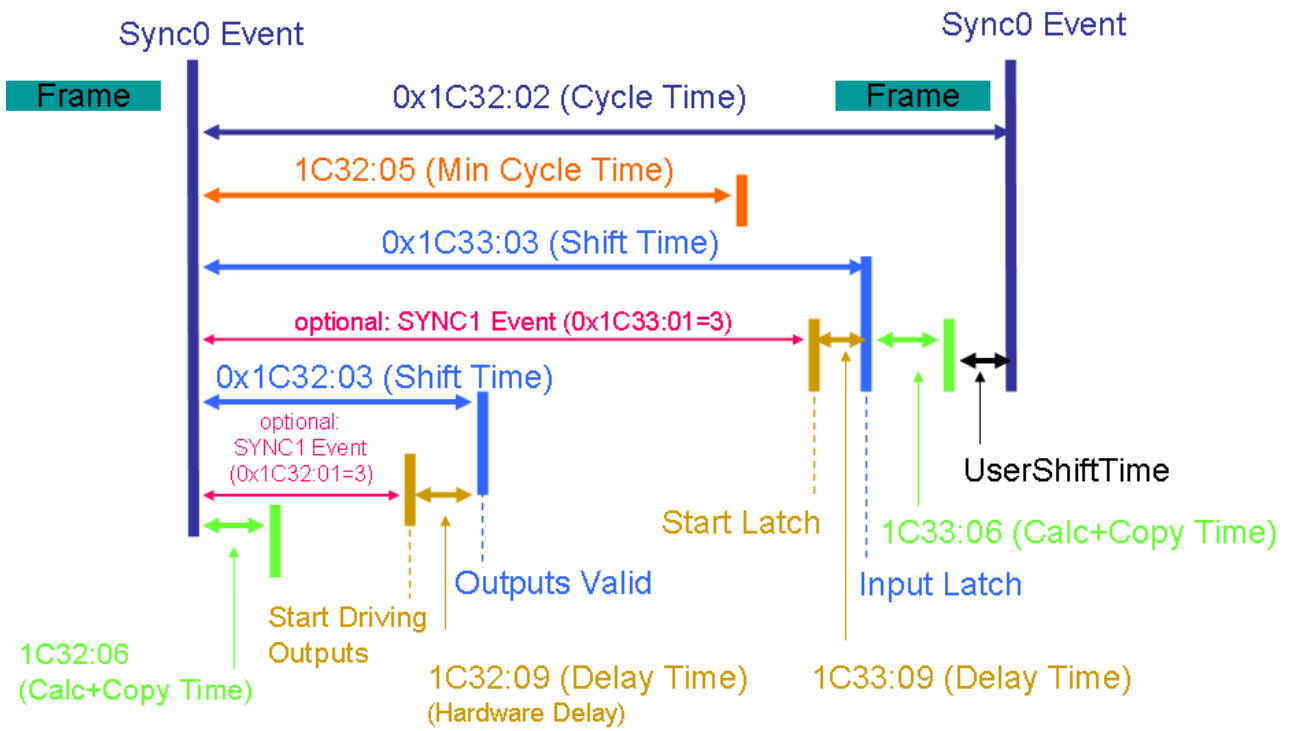 Sync0 Event
Sync0 Event
Frame
0x1C32:02 (Cycle Time)
Frame
1C32:05 (Min Cycle Time)
0x1C33:03 (Shift Time)
optional: SYNC1 Event (0x1C33:01=3)
0x1C32:03 (Shift Time)
optional:
SYNC1 Event
(0x1C32:01=3)
UserShiftTime
Start Latch
1C33:06 (Calc+Copy Time)
Outputs Valid
Input Latch
Start Driving
Outputs
1C32:06
(Calc+Copy Time)
1C32:09 (Delay Time)
(Hardware Delay)
1C33:09 (Delay Time)